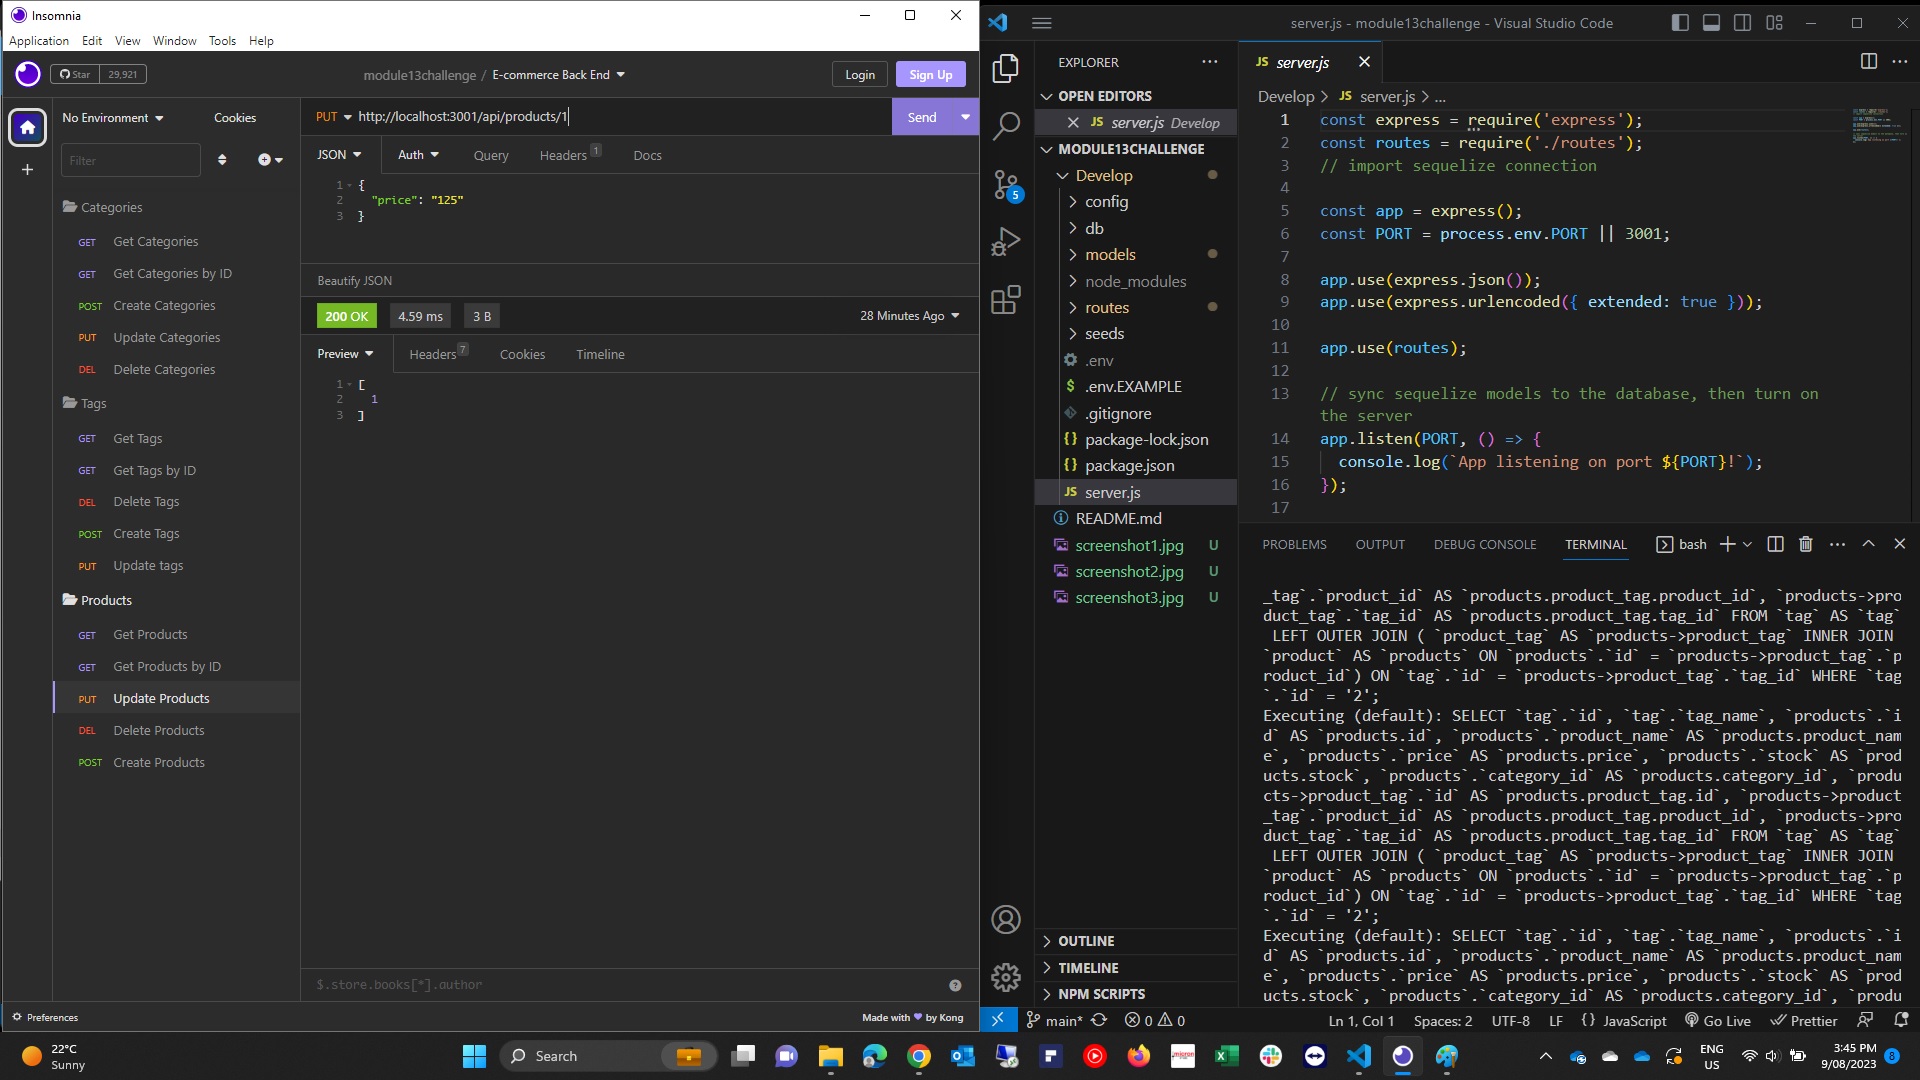 Insomnia
Application Edit View Window Tools Help
Star 29,921
module13challenge / E-commerce Back End
Login
Sign Up
No Environment
Cookies
Filter
Categories
GET Get Categories
GET Get Categories by ID
POST Create Categories
PUT Update Categories
DEL Delete Categories
Tags
GET Get Tags
GET Get Tags by ID
DEL Delete Tags
POST Create Tags
PUT Update tags
Products
GET Get Products
GET Get Products by ID
PUT Update Products
DEL Delete Products
POST Create Products
Preferences
PUT http://localhost:3001/api/products/1
Send
JSON Auth Query Headers 1 Docs
1 {
2 "price": "125"
3 }
Beautify JSON
200 OK 4.59 ms 3 B 28 Minutes Ago
Preview Headers 7 Cookies Timeline
1 [
2 1
3 ]
$.store.books[*].author
Made with by Kong
server.js - module13challenge - Visual Studio Code
EXPLORER
OPEN EDITORS
JS server.js Develop
MODULE13CHALLENGE
Develop
config
db
models
node_modules
routes
seeds
.env
$ .env.EXAMPLE
.gitignore
{} package-lock.json
{} package.json
JS server.js
README.md
screenshot1.jpg U
screenshot2.jpg U
screenshot3.jpg U
OUTLINE
TIMELINE
NPM SCRIPTS
5
JS server.js
Develop > JS server.js > ...
1 const express = require('express');
2 const routes = require('./routes');
3 // import sequelize connection
4
5 const app = express();
6 const PORT = process.env.PORT || 3001;
7
8 app.use(express.json());
9 app.use(express.urlencoded({ extended: true }));
10
11 app.use(routes);
12
13 // sync sequelize models to the database, then turn on
the server
14 app.listen(PORT, () => {
15 console.log(`App listening on port ${PORT}!`);
16 });
17
PROBLEMS OUTPUT DEBUG CONSOLE TERMINAL bash
_tag`.`product_id` AS `products.product_tag.product_id`, `products->pro
duct_tag`.`tag_id` AS `products.product_tag.tag_id` FROM `tag` AS `tag`
LEFT OUTER JOIN ( `product_tag` AS `products->product_tag` INNER JOIN
`product` AS `products` ON `products`.`id` = `products->product_tag`.`p
roduct_id`) ON `tag`.`id` = `products->product_tag`.`tag_id` WHERE `tag
`.`id` = '2';
Executing (default): SELECT `tag`.`id`, `tag`.`tag_name`, `products`.`i
d` AS `products.id`, `products`.`product_name` AS `products.product_nam
e`, `products`.`price` AS `products.price`, `products`.`stock` AS `prod
ucts.stock`, `products`.`category_id` AS `products.category_id`, `produ
cts->product_tag`.`id` AS `products.product_tag.id`, `products->product
_tag`.`product_id` AS `products.product_tag.product_id`, `products->pro
duct_tag`.`tag_id` AS `products.product_tag.tag_id` FROM `tag` AS `tag`
LEFT OUTER JOIN ( `product_tag` AS `products->product_tag` INNER JOIN
`product` AS `products` ON `products`.`id` = `products->product_tag`.`p
roduct_id`) ON `tag`.`id` = `products->product_tag`.`tag_id` WHERE `tag
`.`id` = '2';
Executing (default): SELECT `tag`.`id`, `tag`.`tag_name`, `products`.`i
d` AS `products.id`, `products`.`product_name` AS `products.product_nam
e`, `products`.`price` AS `products.price`, `products`.`stock` AS `prod
ucts.stock`, `products`.`category_id` AS `products.category_id`, `produ
main* 0 0 Ln 1, Col 1 Spaces: 2 UTF-8 LF {} JavaScript Go Live Prettier
22°C
Sunny
Search
ENG
US
3:45 PM
9/08/2023
8